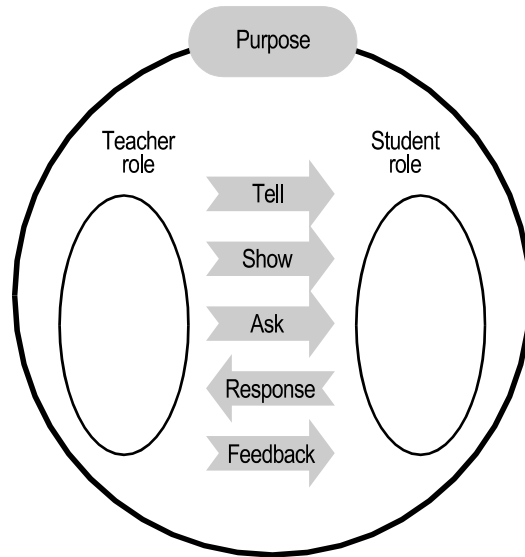 Purpose
Teacher
role
Student
role
Tell
Show
Ask
Response
Feedback